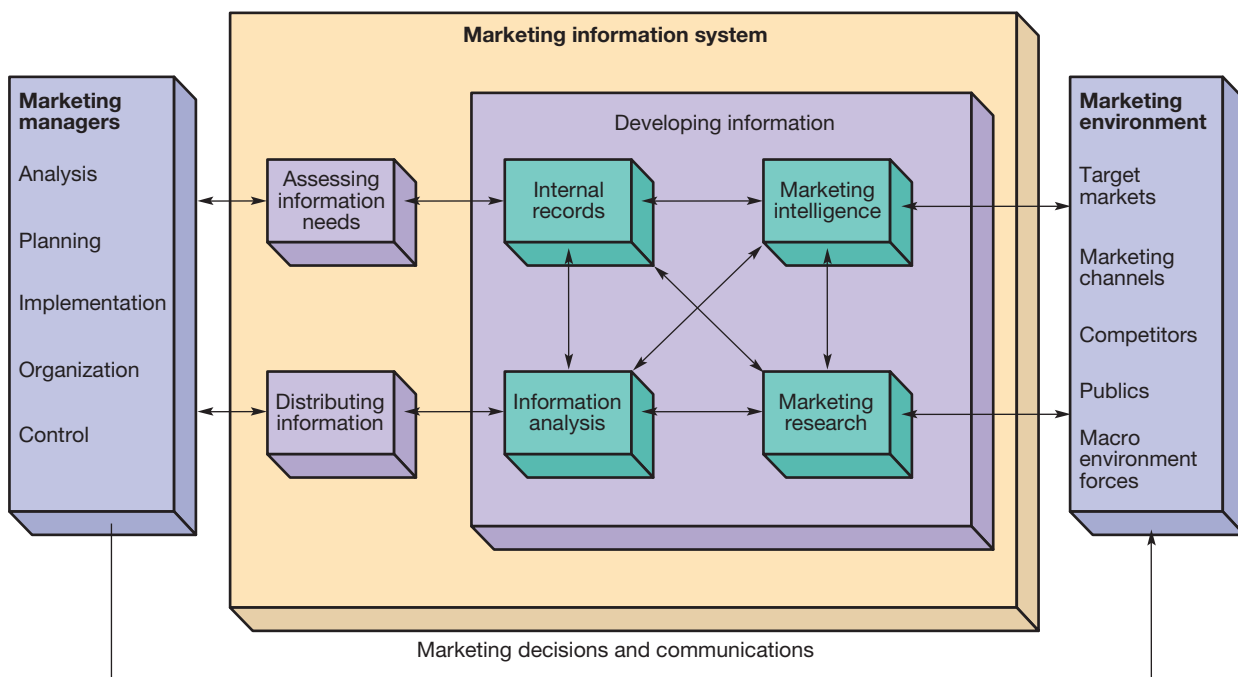 Marketing information system
Marketing
managers
Analysis
Planning
Implementation
Organization
Control
Assessing
information
needs
Distributing
information
Developing information
Internal
records
Marketing
intelligence
Information
analysis
Marketing
research
Marketing
environment
Target
markets
Marketing
channels
Competitors
Publics
Macro
environment
forces
Marketing decisions and communications